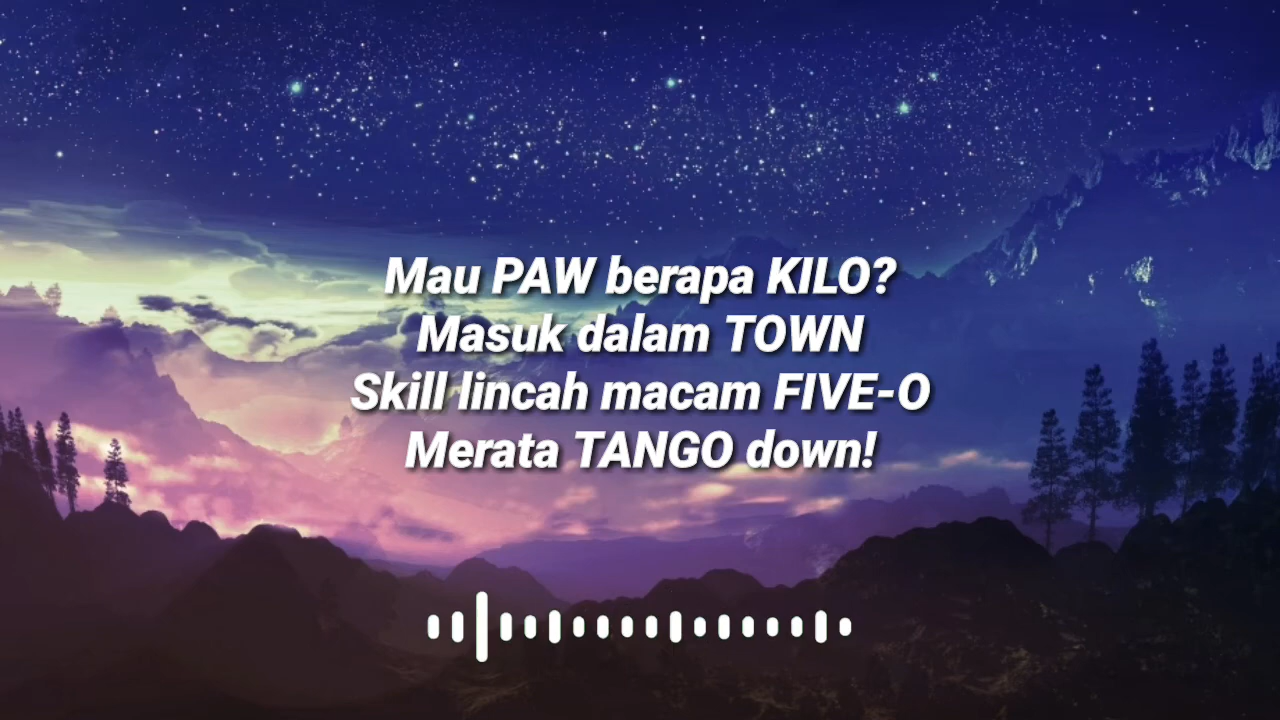 Mau PAW berapa KILO?
Masuk dalam TOWN
Skill lincah macam FIVE-O
Merata TANGO down!